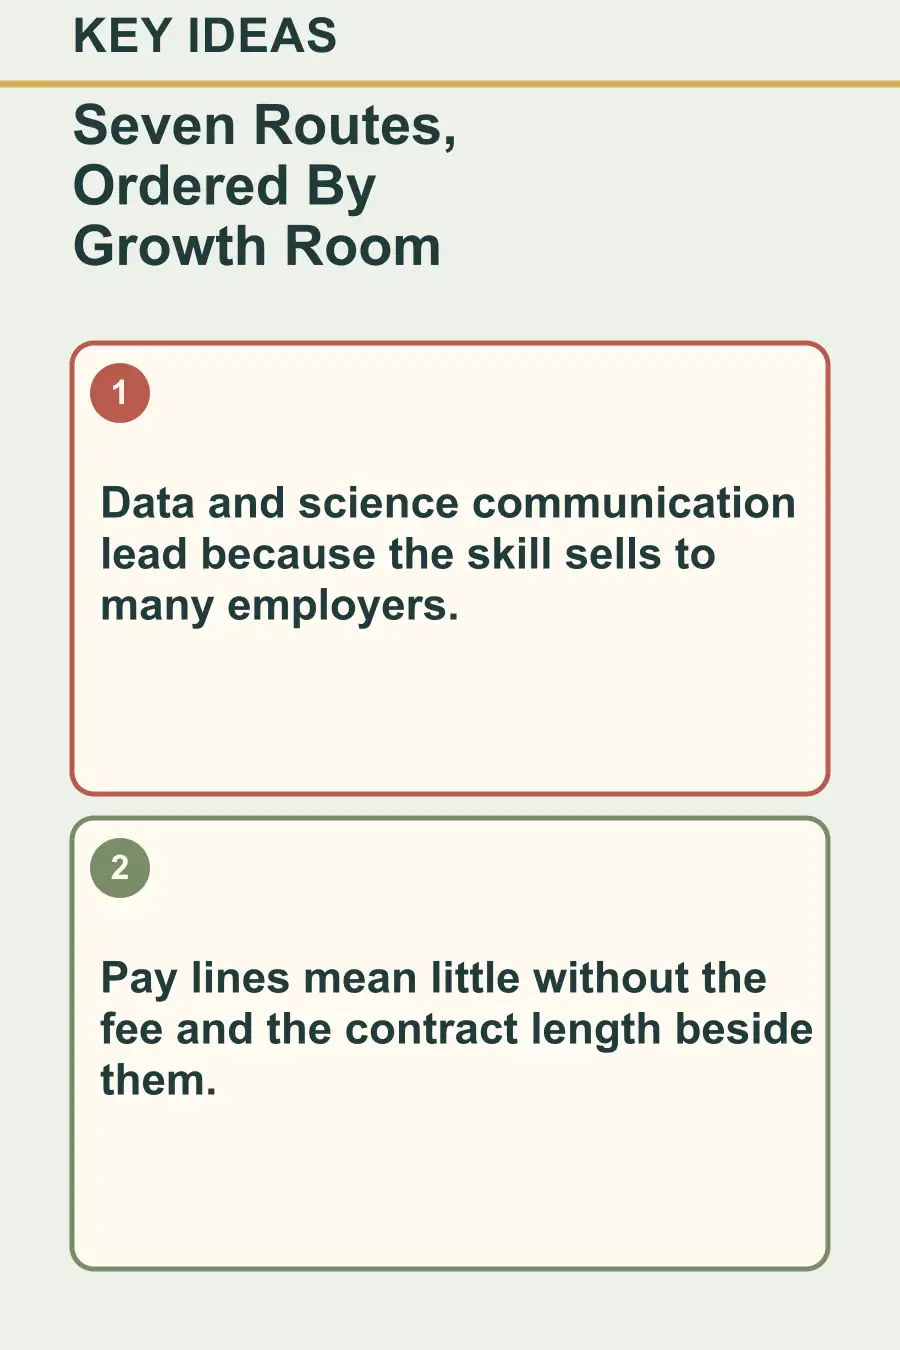 KEY IDEAS
Seven Routes,
Ordered By
Growth Room
1
Data and science communication
lead because the skill sells to
many employers.
2
Pay lines mean little without the
fee and the contract length beside
them.